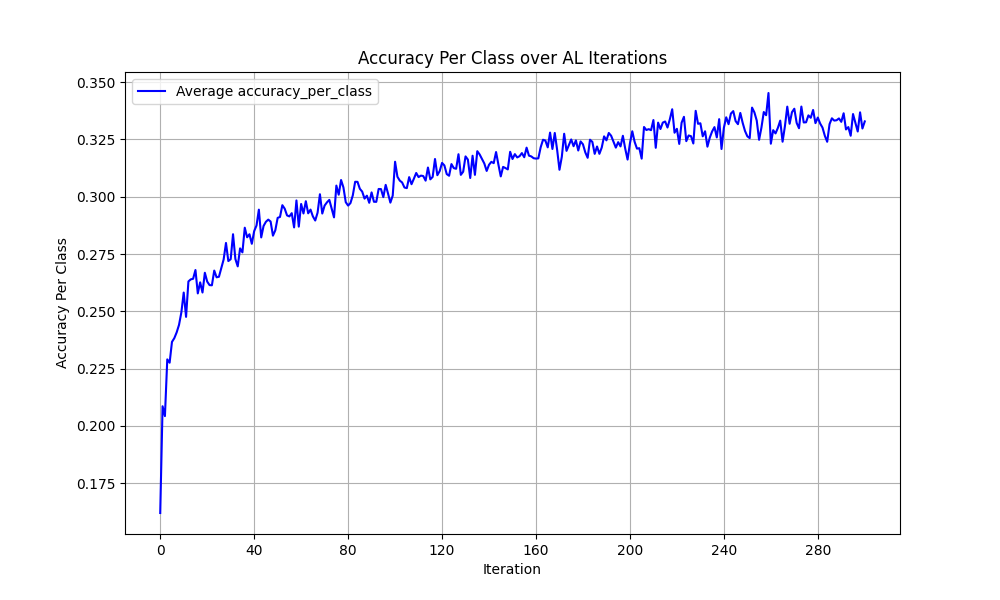 Accuracy Per Class over AL Iterations
Average accuracy_per_class
Accuracy Per Class
0.350
0.325
0.300
0.275
0.250
0.225
0.200
0.175
0 40 80 120 160 200 240 280
Iteration